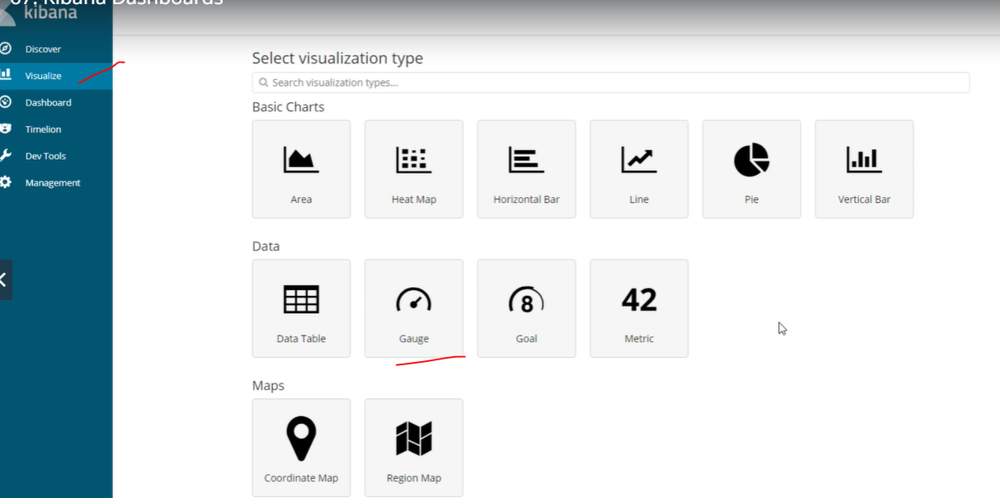 67. Kibana Dashboards
kibana
Discover
Visualize
Dashboard
Timelion
Dev Tools
Management
Select visualization type
Search visualization types...
Basic Charts
Area
Heat Map
Horizontal Bar
Line
Pie
Vertical Bar
Data
8
42
Data Table
Gauge
Goal
Metric
Maps
Coordinate Map
Region Map